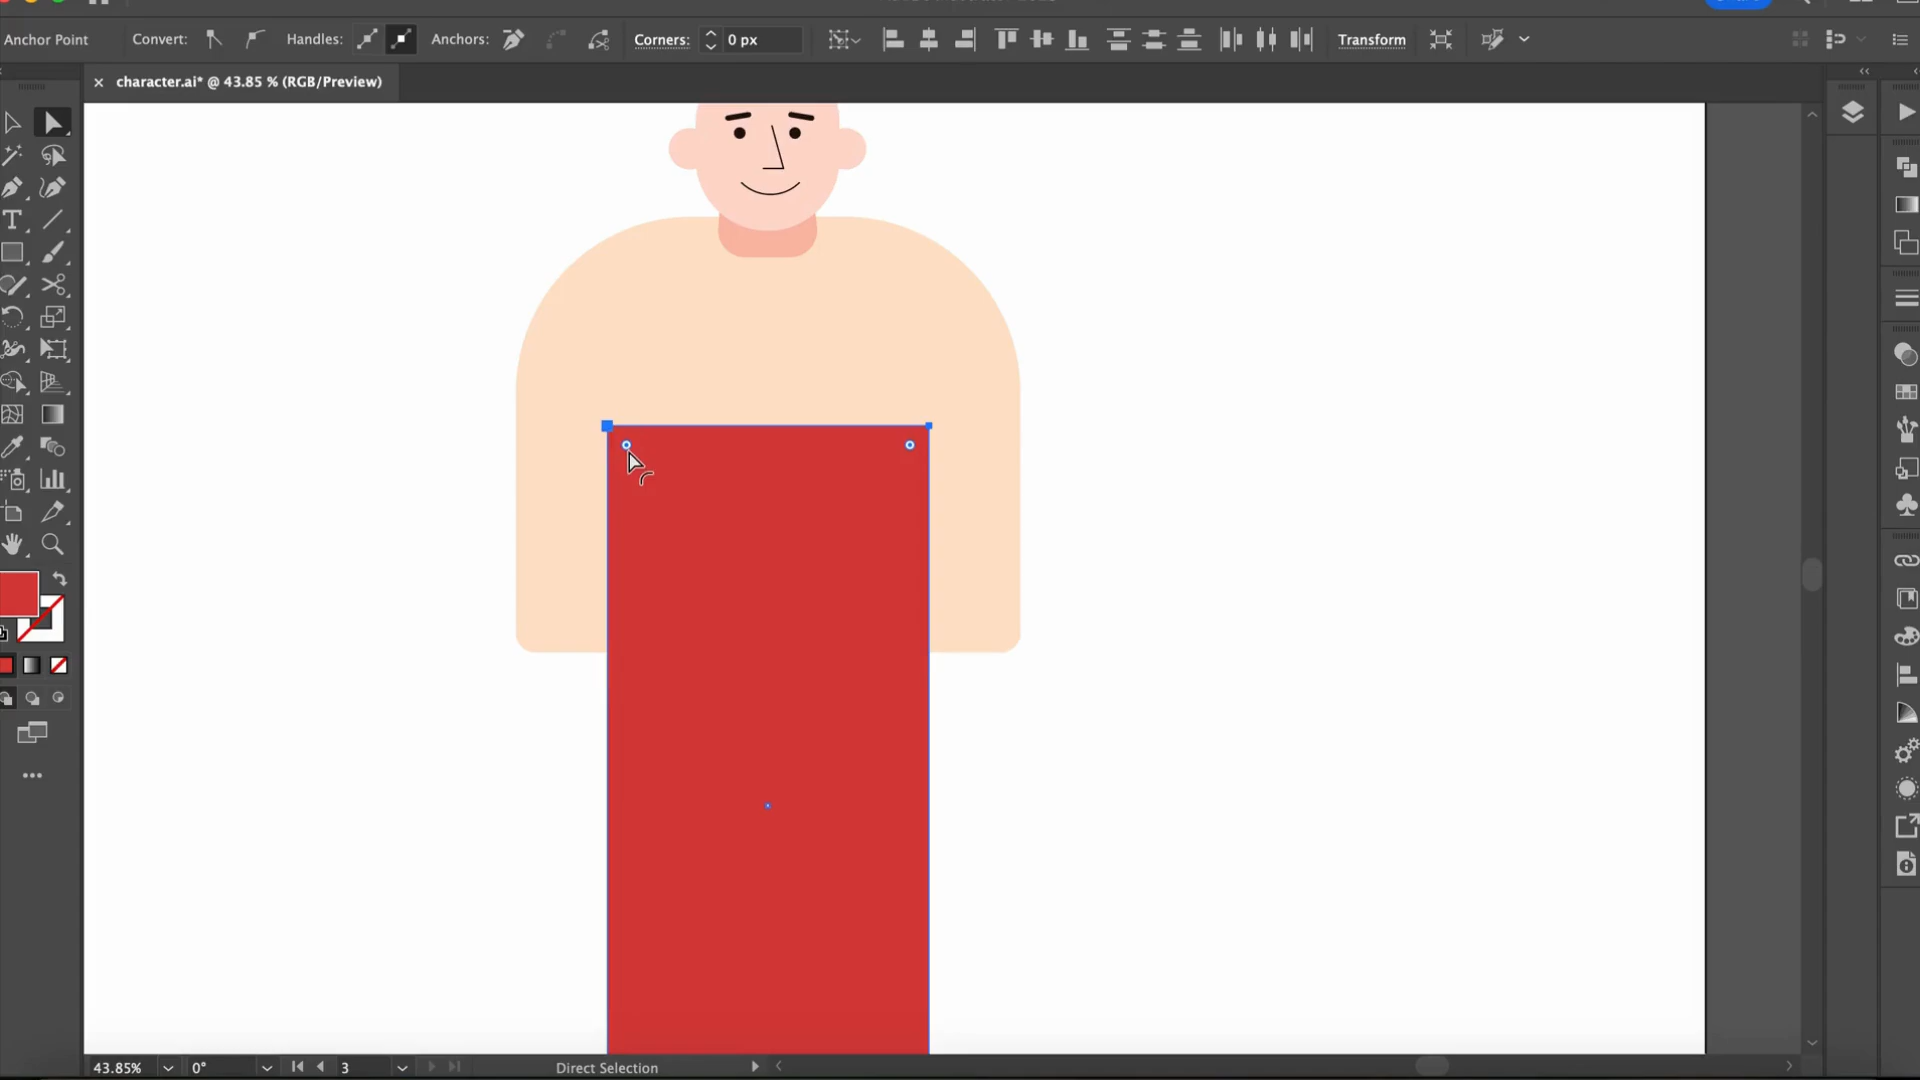 Anchor Point Convert: Handles: Anchors: Corners: 0 px Transform
× character.ai* @ 43.85 % (RGB/Preview)
43.85% 0° 3 Direct Selection